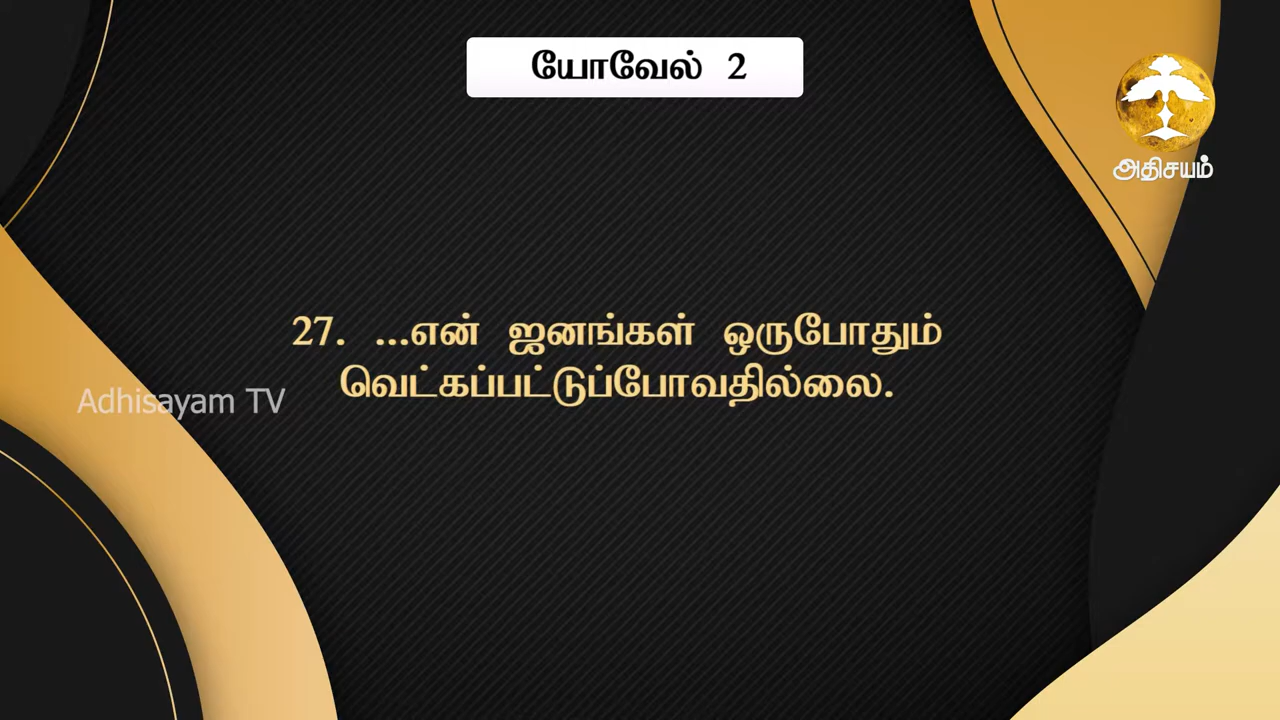 யோவேல் 2
அதிசயம்
27. ...என் ஜனங்கள் ஒருபோதும்
வெட்கப்பட்டுப்போவதில்லை.
Adhisayam TV